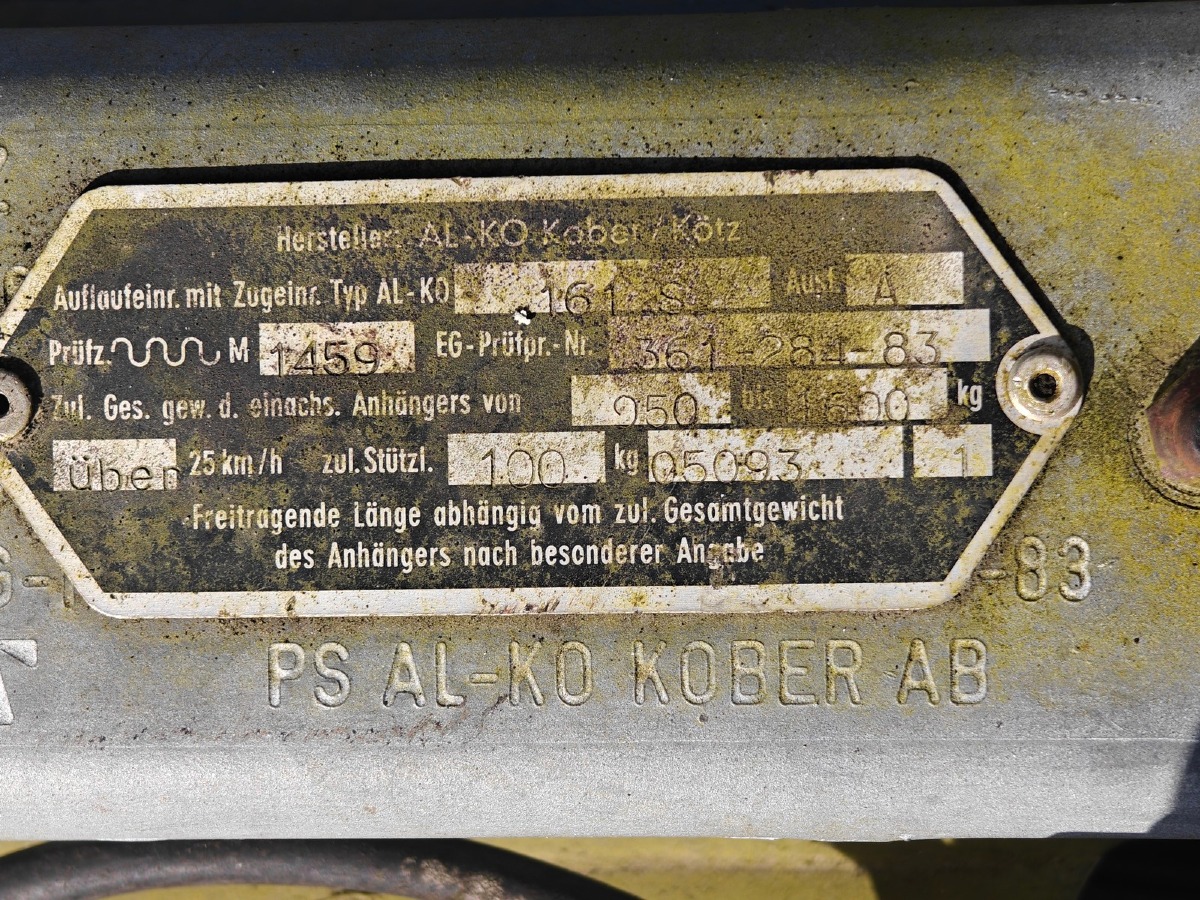 Hersteller: AL-KO Kober/Kötz
Auflaufeinr. mit Zugeinr. Typ AL-KO 161 S Ausf A
Prüfz. M 1459 EG-Prüfpr.-Nr. 361-284-83
Zul. Ges. gew. d. einachs. Anhängers von 950 bis kg
über 25 km/h zul. Stützl. 100 kg 05093 1
Freitragende Länge abhängig vom zul. Gesamtgewicht
des Anhängers nach besonderer Angabe
-83
PS AL-KO KOBER AB